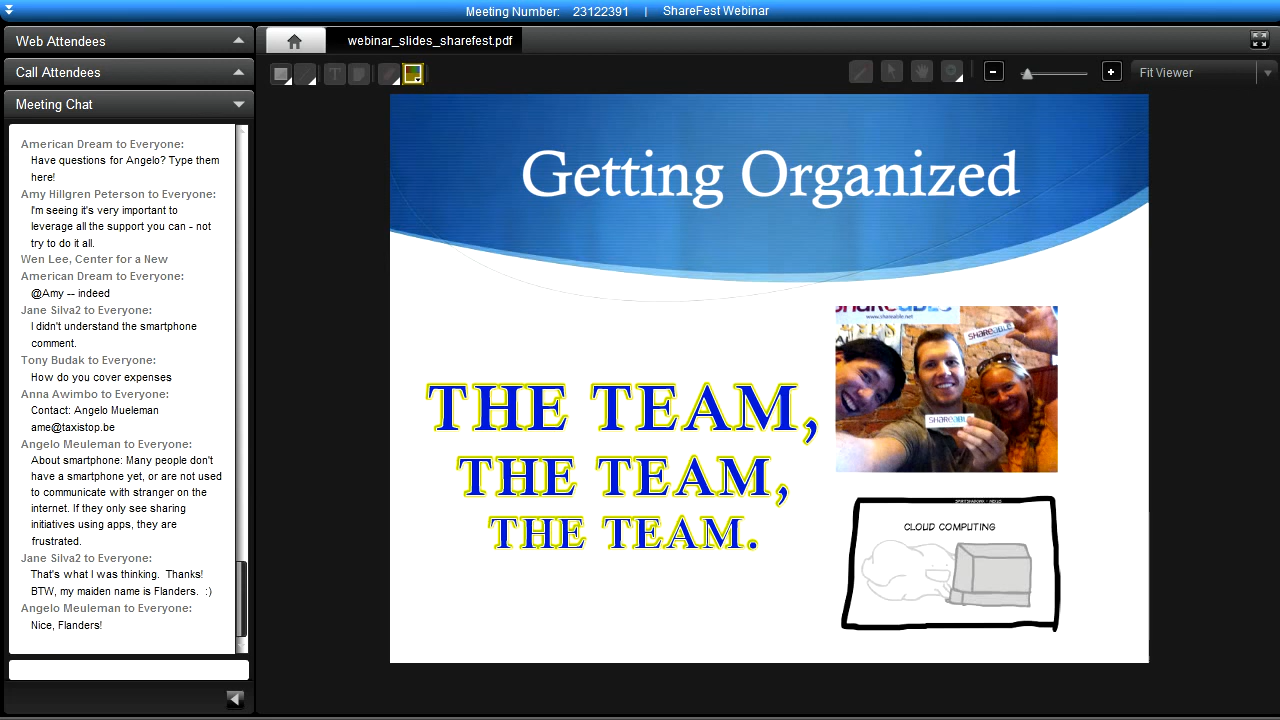 Meeting Number: 23122391 | ShareFest Webinar
Web Attendees
Call Attendees
Meeting Chat
American Dream to Everyone:
Have questions for Angelo? Type them
here!
Amy Hillgren Peterson to Everyone:
I'm seeing it's very important to
leverage all the support you can - not
try to do it all.
Wen Lee, Center for a New
American Dream to Everyone:
@Amy -- indeed
Jane Silva2 to Everyone:
I didn't understand the smartphone
comment.
Tony Budak to Everyone:
How do you cover expenses
Anna Awimbo to Everyone:
Contact: Angelo Mueleman
ame@taxistop.be
Angelo Meuleman to Everyone:
About smartphone: Many people don't
have a smartphone yet, or are not used
to communicate with stranger on the
internet. If they only see sharing
initiatives using apps, they are
frustrated.
Jane Silva2 to Everyone:
That's what I was thinking. Thanks!
BTW, my maiden name is Flanders. :)
Angelo Meuleman to Everyone:
Nice, Flanders!
webinar_slides_sharefest.pdf
T
Fit Viewer
Getting Organized
THE TEAM,
THE TEAM,
THE TEAM.
SHAREABLE
www.shareable.net
SHAREABLE
SHAREABLE
CLOUD COMPUTING